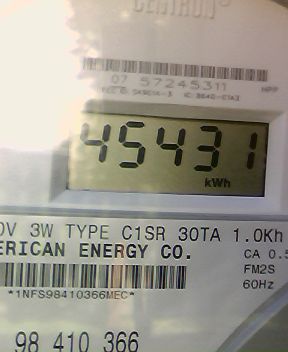 CENTRON®
07 57245311
45431
kWh
3W TYPE C1SR 30TA 1.0Kh
ERICAN ENERGY CO.
CA 0.5
FM2S
60Hz
*1NFS98410366MEC*
98 410 366